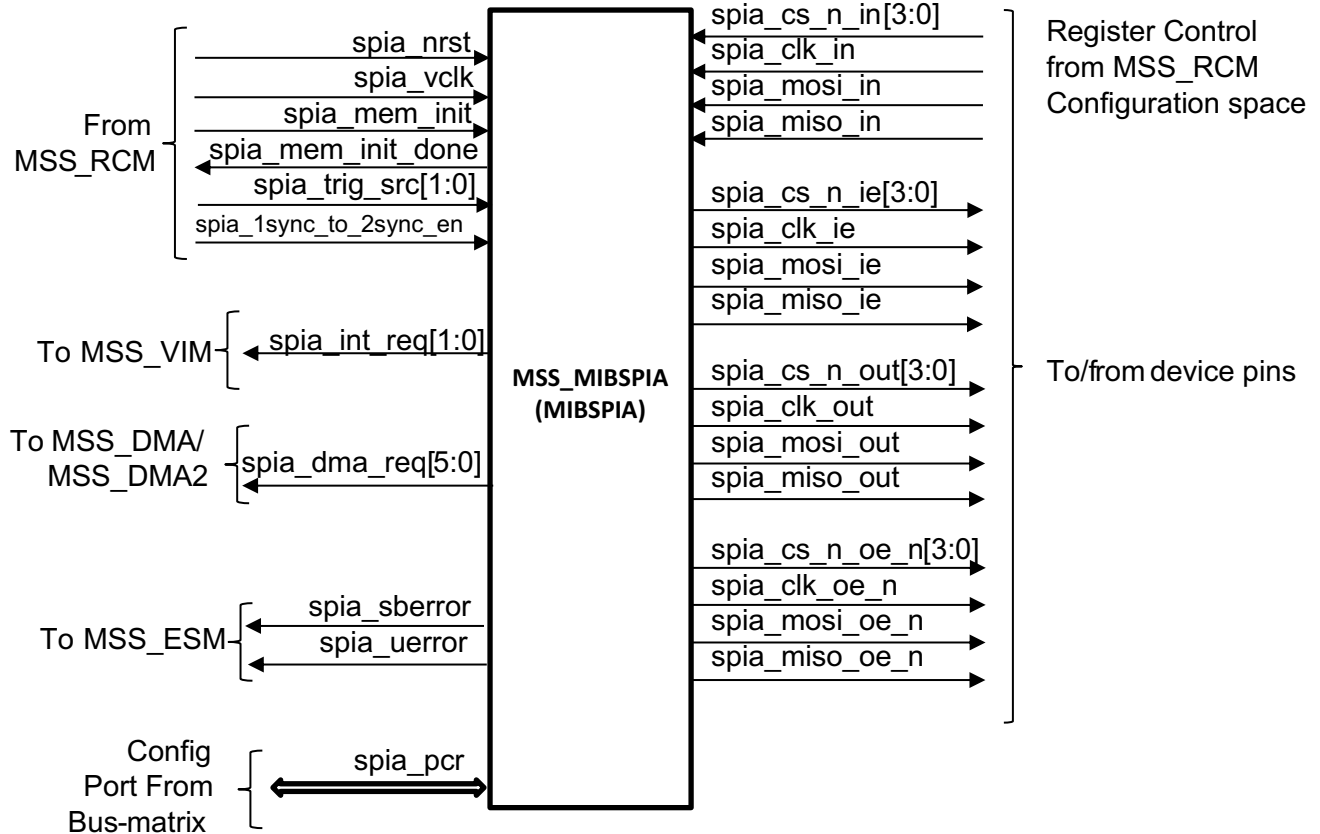 From
MSS_RCM
spia_nrst
spia_vclk
spia_mem_init
spia_mem_init_done
spia_trig_src[1:0]
spia_1sync_to_2sync_en
To MSS_VIM
spia_int_req[1:0]
To MSS_DMA/
MSS_DMA2
spia_dma_req[5:0]
To MSS_ESM
spia_sberror
spia_uerror
Config
Port From
Bus-matrix
spia_pcr
MSS_MIBSPIA
(MIBSPIA)
spia_cs_n_in[3:0]
spia_clk_in
spia_mosi_in
spia_miso_in
spia_cs_n_ie[3:0]
spia_clk_ie
spia_mosi_ie
spia_miso_ie
spia_cs_n_out[3:0]
spia_clk_out
spia_mosi_out
spia_miso_out
spia_cs_n_oe_n[3:0]
spia_clk_oe_n
spia_mosi_oe_n
spia_miso_oe_n
Register Control
from MSS_RCM
Configuration space
To/from device pins